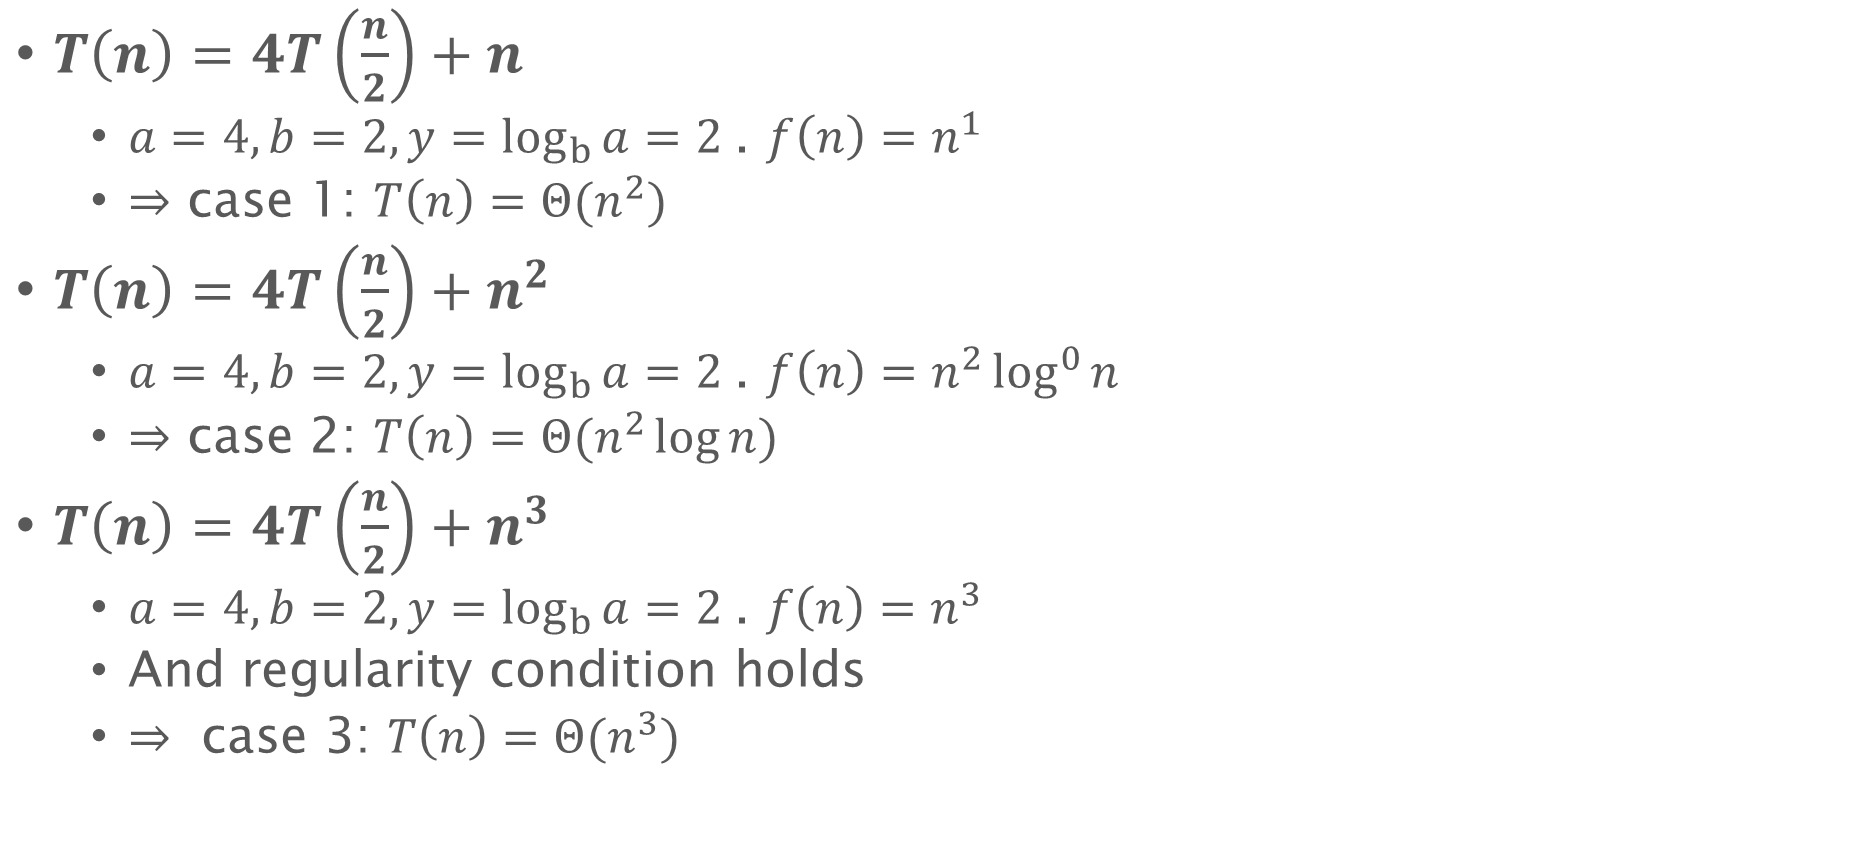 • T(n) = 4T(n/2) + n
• a = 4, b = 2, y = log_b a = 2 . f(n) = n^1
• ⇒ case 1: T(n) = Θ(n^2)
• T(n) = 4T(n/2) + n^2
• a = 4, b = 2, y = log_b a = 2 . f(n) = n^2 log^0 n
• ⇒ case 2: T(n) = Θ(n^2 log n)
• T(n) = 4T(n/2) + n^3
• a = 4, b = 2, y = log_b a = 2 . f(n) = n^3
• And regularity condition holds
• ⇒ case 3: T(n) = Θ(n^3)